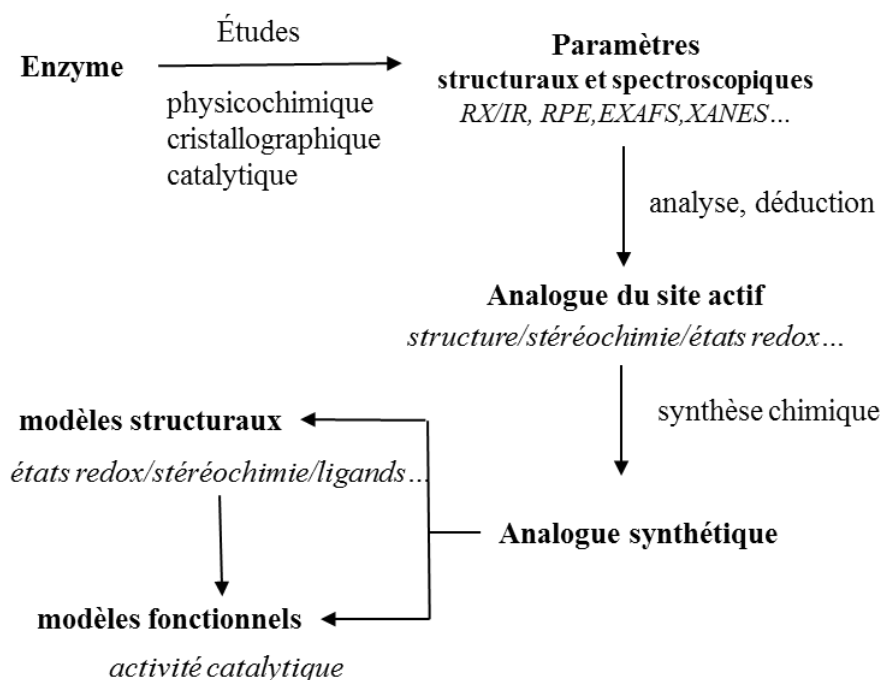 Études
Enzyme
physicochimique
cristallographique
catalytique
Paramètres
structuraux et spectroscopiques
RX/IR, RPE,EXAFS,XANES…
analyse, déduction
Analogue du site actif
structure/stéréochimie/états redox…
synthèse chimique
modèles structuraux
états redox/stéréochimie/ligands…
Analogue synthétique
modèles fonctionnels
activité catalytique